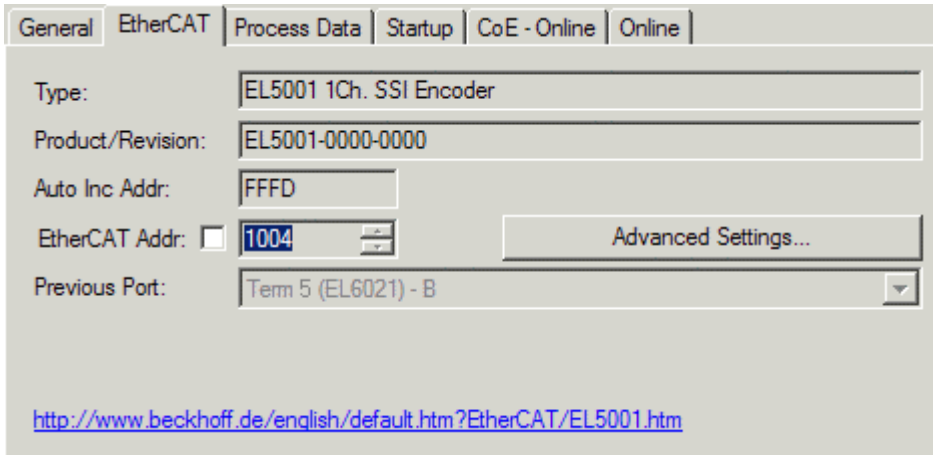 General EtherCAT Process Data Startup CoE - Online Online
Type: EL5001 1Ch. SSI Encoder
Product/Revision: EL5001-0000-0000
Auto Inc Addr: FFFD
EtherCAT Addr: 1004 Advanced Settings...
Previous Port: Term 5 (EL6021) - B
http://www.beckhoff.de/english/default.htm?EtherCAT/EL5001.htm